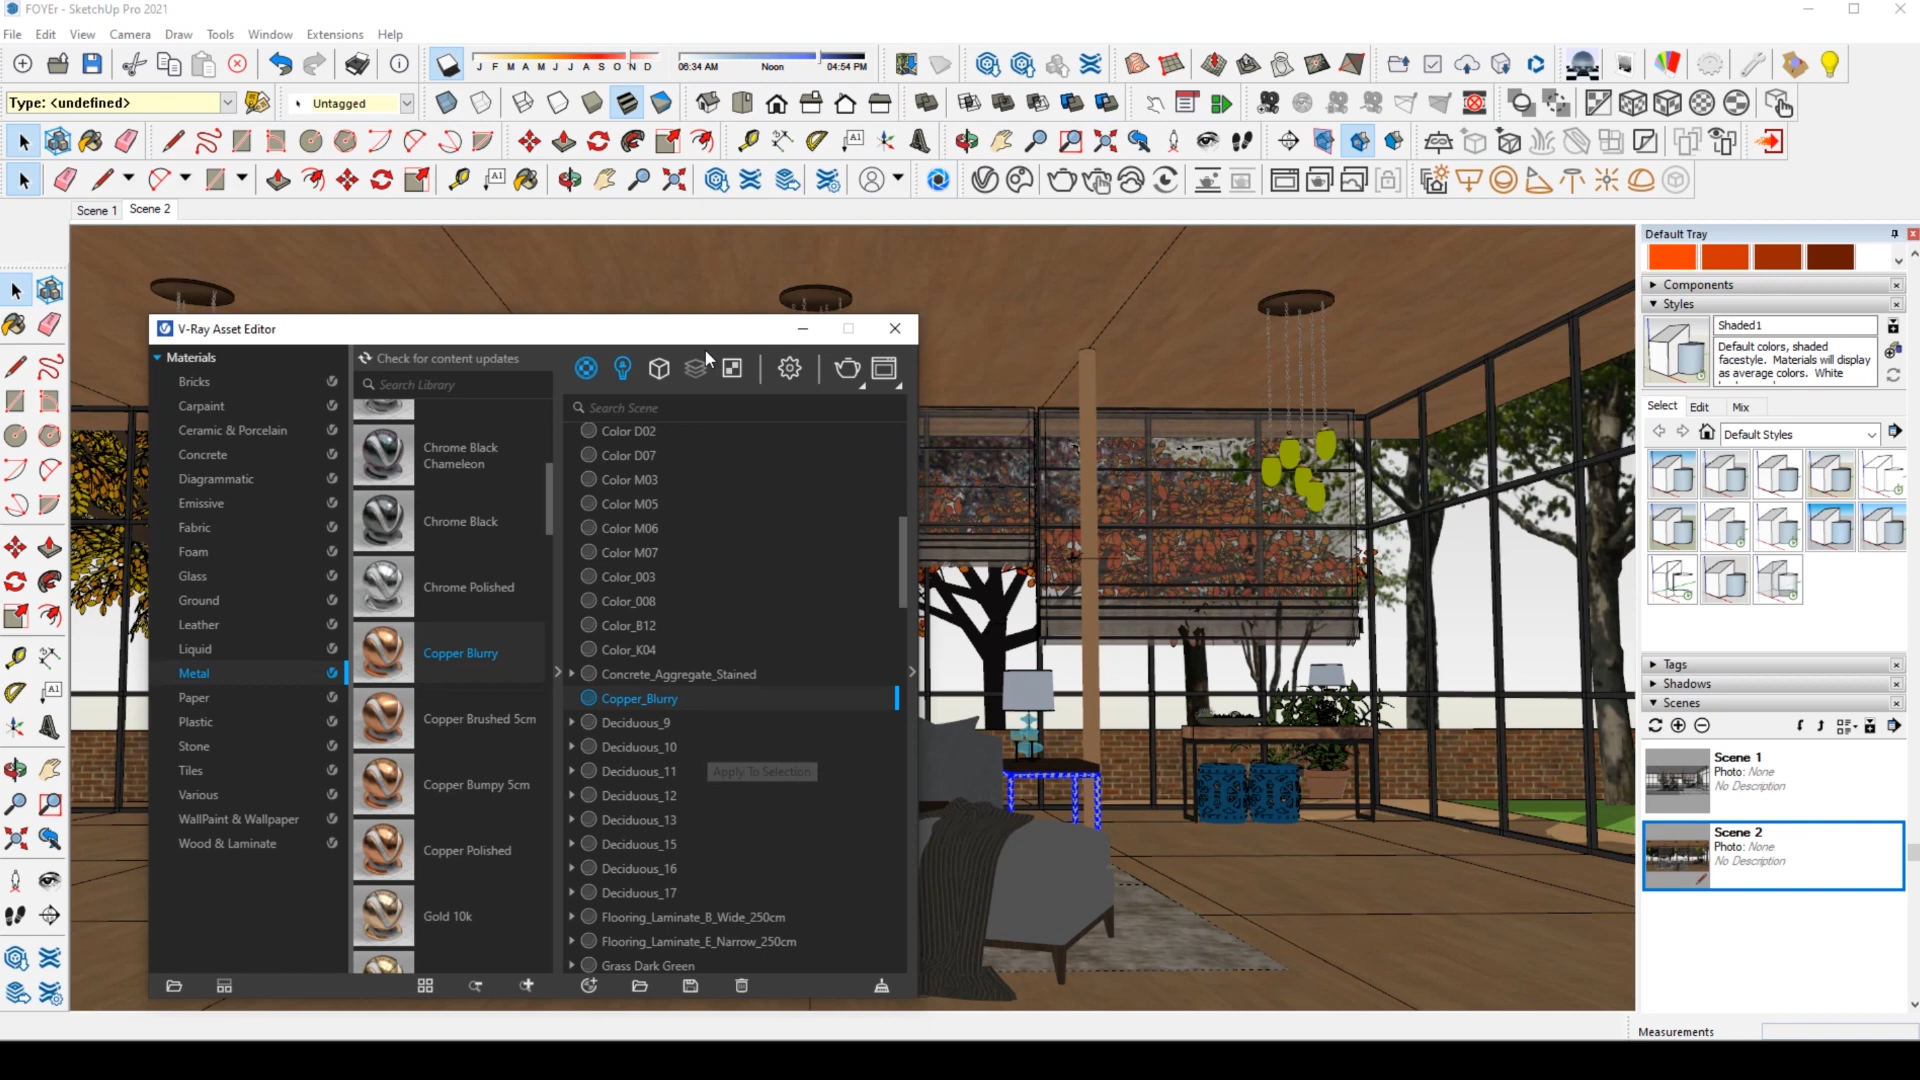 FOYEr - SketchUp Pro 2021
File Edit View Camera Draw Tools Window Extensions Help
J F M A M J J A S O N D 06:34 AM Noon 04:54 PM
Type: <undefined> Untagged
A1
A1
Scene 1 Scene 2
A1
V-Ray Asset Editor
Materials
Bricks
Carpaint
Ceramic & Porcelain
Concrete
Diagrammatic
Emissive
Fabric
Foam
Glass
Ground
Leather
Liquid
Metal
Paper
Plastic
Stone
Tiles
Various
WallPaint & Wallpaper
Wood & Laminate
Check for content updates
Search Library
Chrome Black
Chameleon
Chrome Black
Chrome Polished
Copper Blurry
Copper Brushed 5cm
Copper Bumpy 5cm
Copper Polished
Gold 10k
Search Scene
Color D02
Color D07
Color M03
Color M05
Color M06
Color M07
Color_003
Color_008
Color_B12
Color_K04
Concrete_Aggregate_Stained
Copper_Blurry
Deciduous_9
Deciduous_10
Deciduous_11
Apply To Selection
Deciduous_12
Deciduous_13
Deciduous_15
Deciduous_16
Deciduous_17
Flooring_Laminate_B_Wide_250cm
Flooring_Laminate_E_Narrow_250cm
Grass Dark Green
Default Tray
Components
Styles
Shaded1
Default colors, shaded
facestyle. Materials will display
as average colors. White
Select Edit Mix
Default Styles
Tags
Shadows
Scenes
Scene 1
Photo: None
No Description
Scene 2
Photo: None
No Description
Measurements